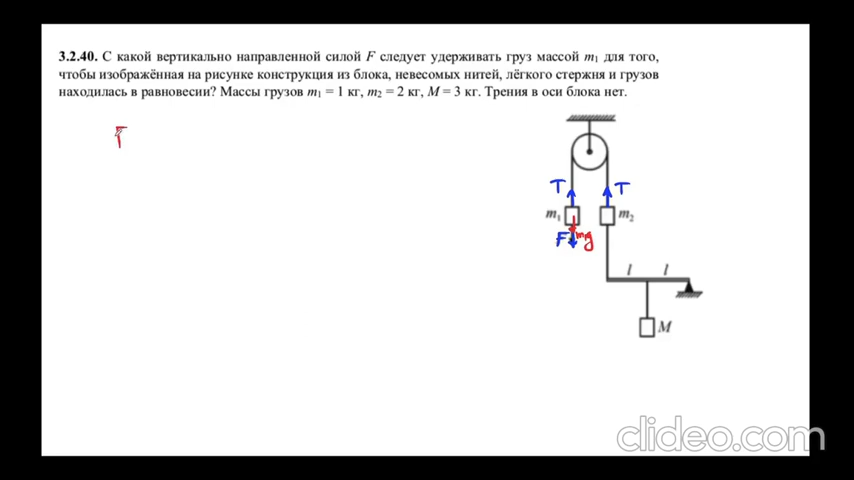 3.2.40. С какой вертикально направленной силой F следует удерживать груз массой m₁ для того,
чтобы изображённая на рисунке конструкция из блока, невесомых нитей, лёгкого стержня и грузов
находилась в равновесии? Массы грузов m₁ = 1 кг, m₂ = 2 кг, M = 3 кг. Трения в оси блока нет.
T T
m₁ m₂
F m₁g
l l
M
clideo.com